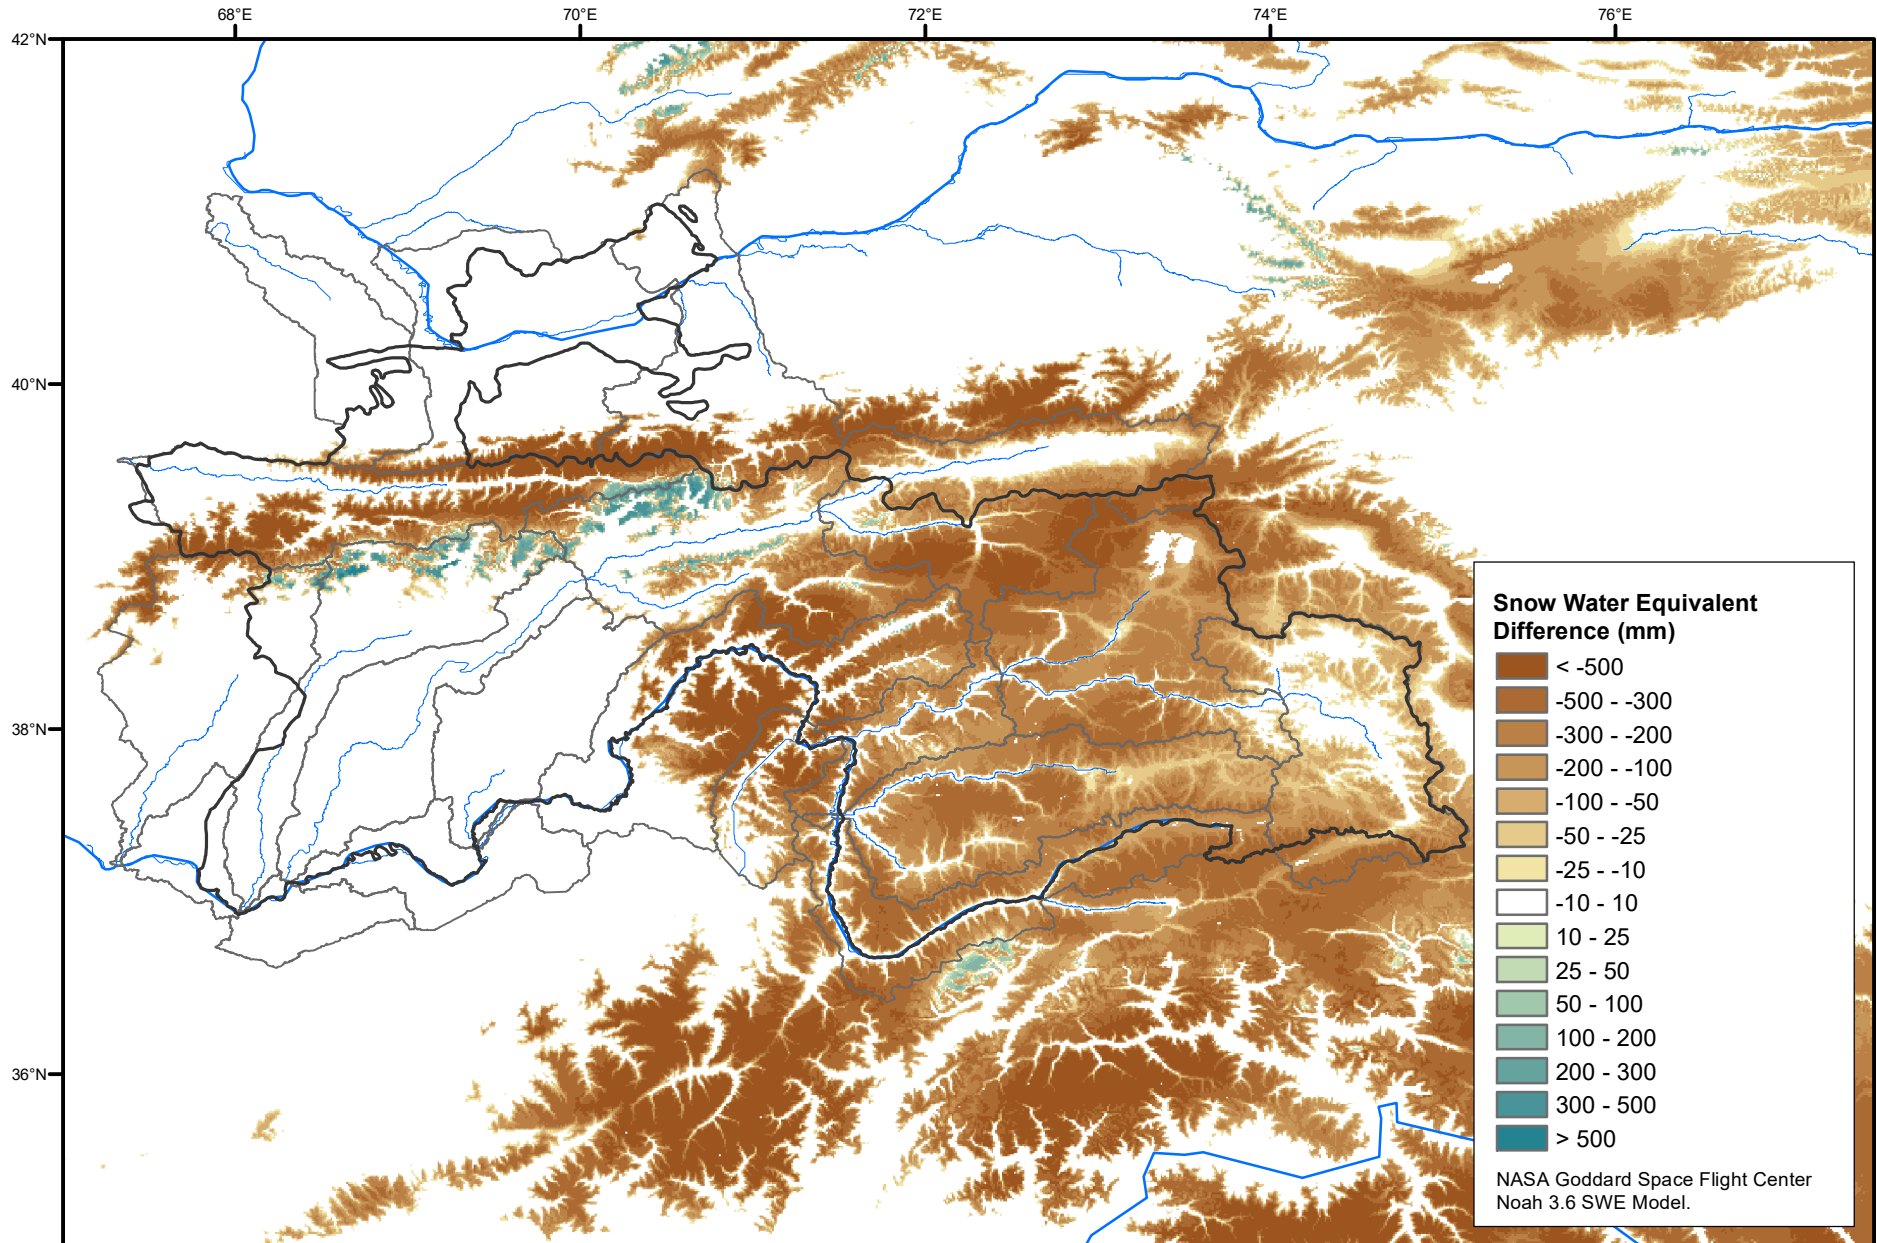 68°E
70°E
72°E
74°E
76°E
42°N
40°N
38°N
36°N
Snow Water Equivalent
Difference (mm)
< -500
-500 - -300
-300 - -200
-200 - -100
-100 - -50
-50 - -25
-25 - -10
-10 - 10
10 - 25
25 - 50
50 - 100
100 - 200
200 - 300
300 - 500
> 500
NASA Goddard Space Flight Center
Noah 3.6 SWE Model.